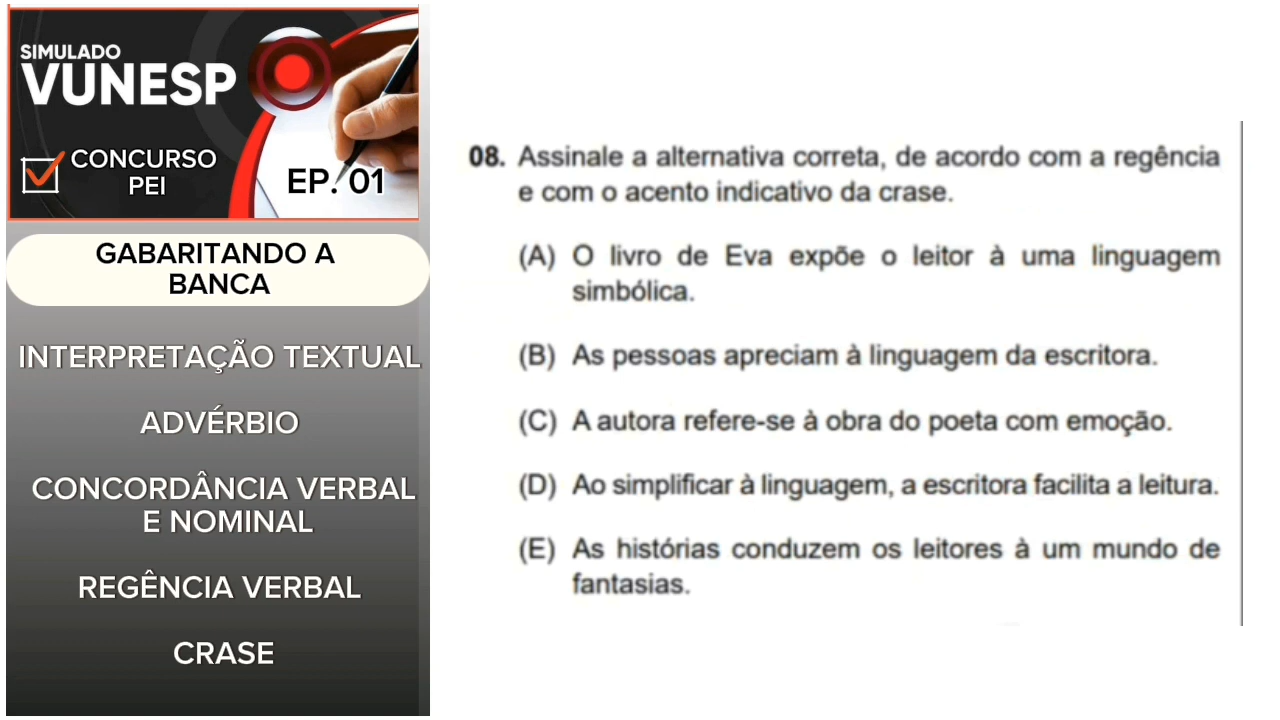 SIMULADO
VUNESP
CONCURSO
PEI
EP. 01
GABARITANDO A
BANCA
INTERPRETAÇÃO TEXTUAL
ADVÉRBIO
CONCORDÂNCIA VERBAL
E NOMINAL
REGÊNCIA VERBAL
CRASE
08. Assinale a alternativa correta, de acordo com a regência
e com o acento indicativo da crase.
(A) O livro de Eva expõe o leitor à uma linguagem
simbólica.
(B) As pessoas apreciam à linguagem da escritora.
(C) A autora refere-se à obra do poeta com emoção.
(D) Ao simplificar à linguagem, a escritora facilita a leitura.
(E) As histórias conduzem os leitores à um mundo de
fantasias.